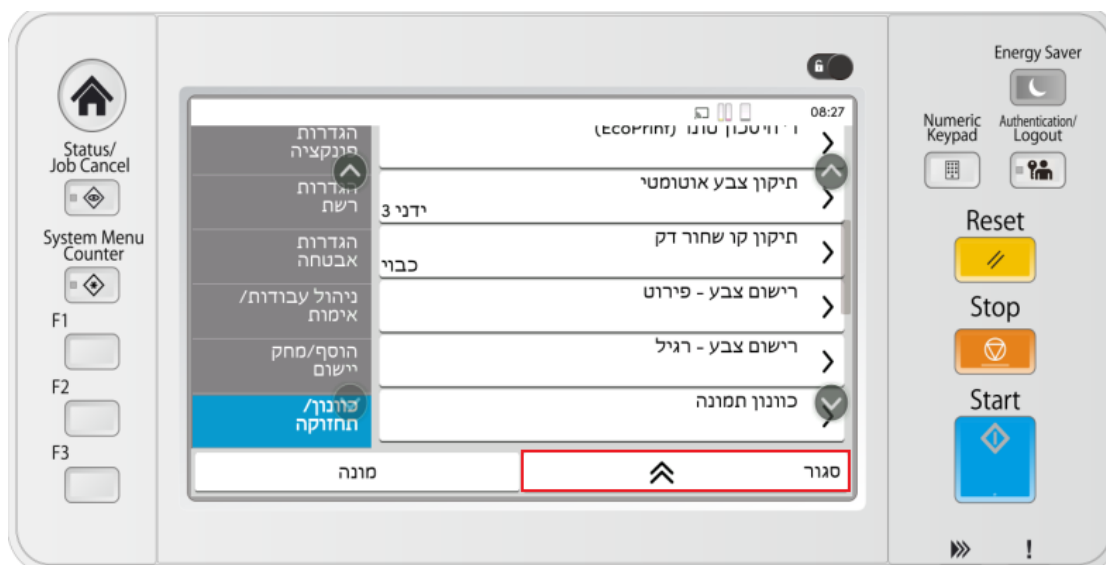 Energy Saver
Numeric Keypad
Authentication/
Logout
Status/
Job Cancel
System Menu
Counter
F1
F2
F3
Reset
Stop
Start
08:27
(EcoPrint)
תיקון צבע אוטומטי
ידני 3
תיקון קו שחור דק
כבוי
רישום צבע - פירוט
רישום צבע - רגיל
כוונון תמונה
הגדרות
פונקציה
הגדרות
רשת
הגדרות
אבטחה
ניהול עבודות/
אימות
הוסף/מחק
יישום
כוונון/
תחזוקה
סגור
מונה
!